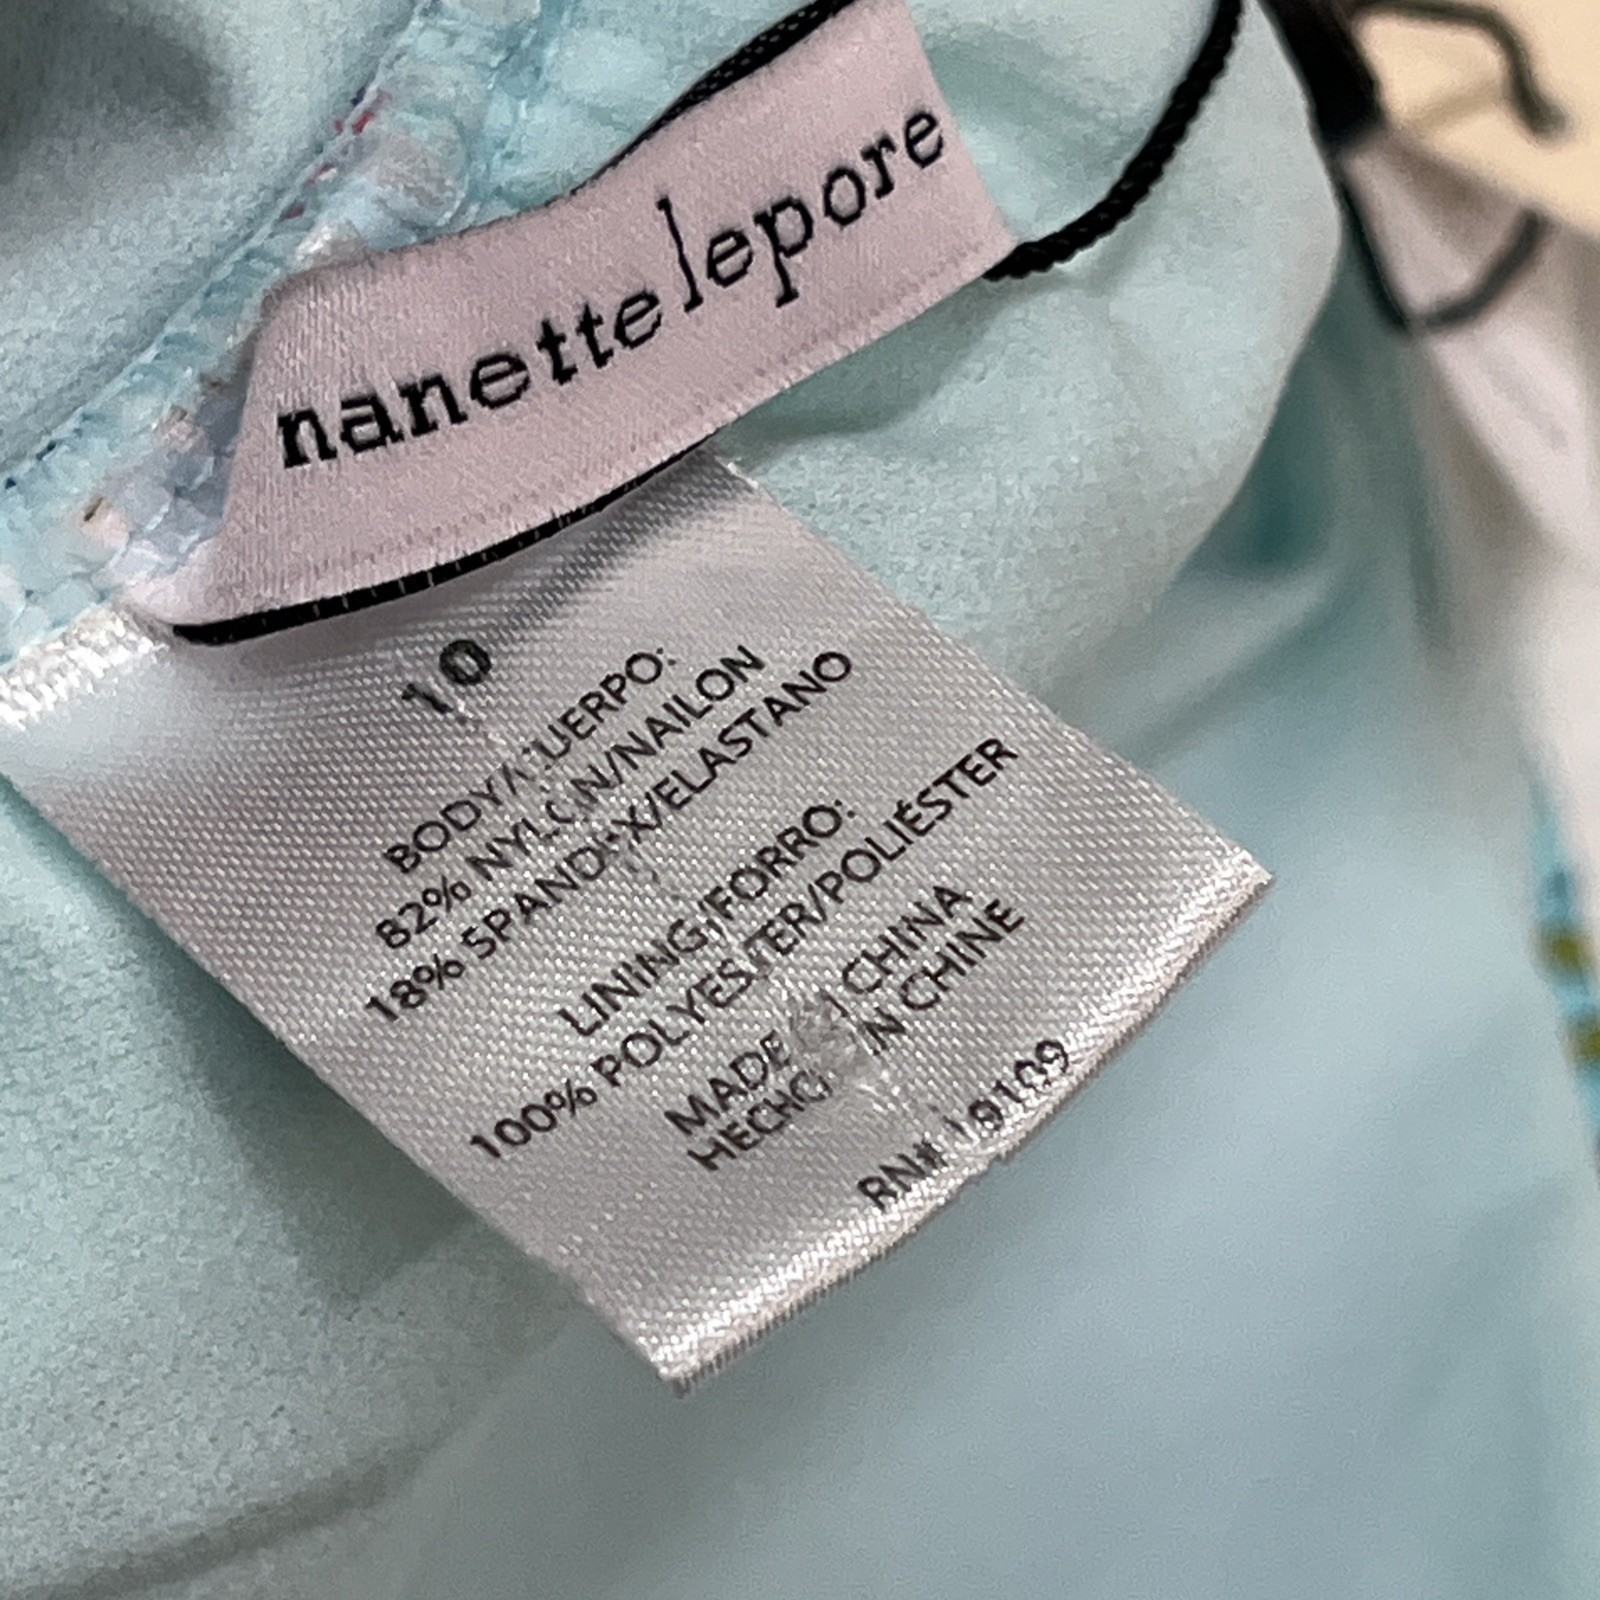 nanette lepore
10
BODY/CUERPO:
82% NYLON/NAILON
18% SPANDEX/ELASTANO
LINING/FORRO:
100% POLYESTER/POLIÉSTER
MADE IN CHINA
HECHO EN CHINE
RN#